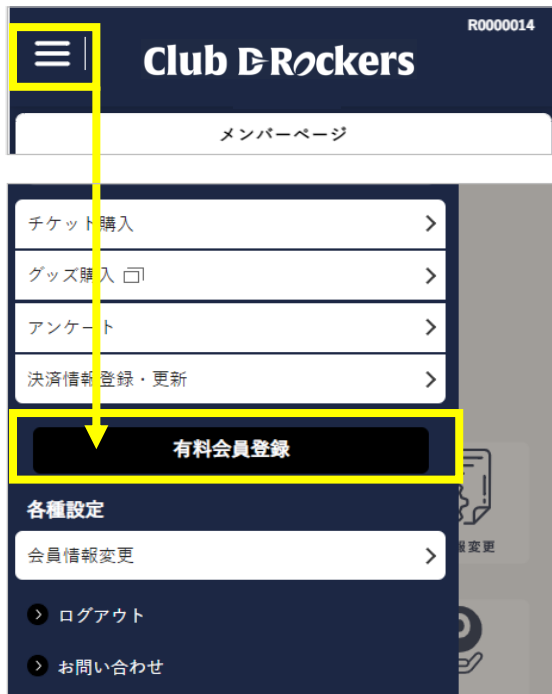 R0000014
Club D-Rockers
メンバーページ
チケット購入
グッズ購入
アンケート
決済情報登録・更新
有料会員登録
各種設定
会員情報変更
報変更
ログアウト
お問い合わせ